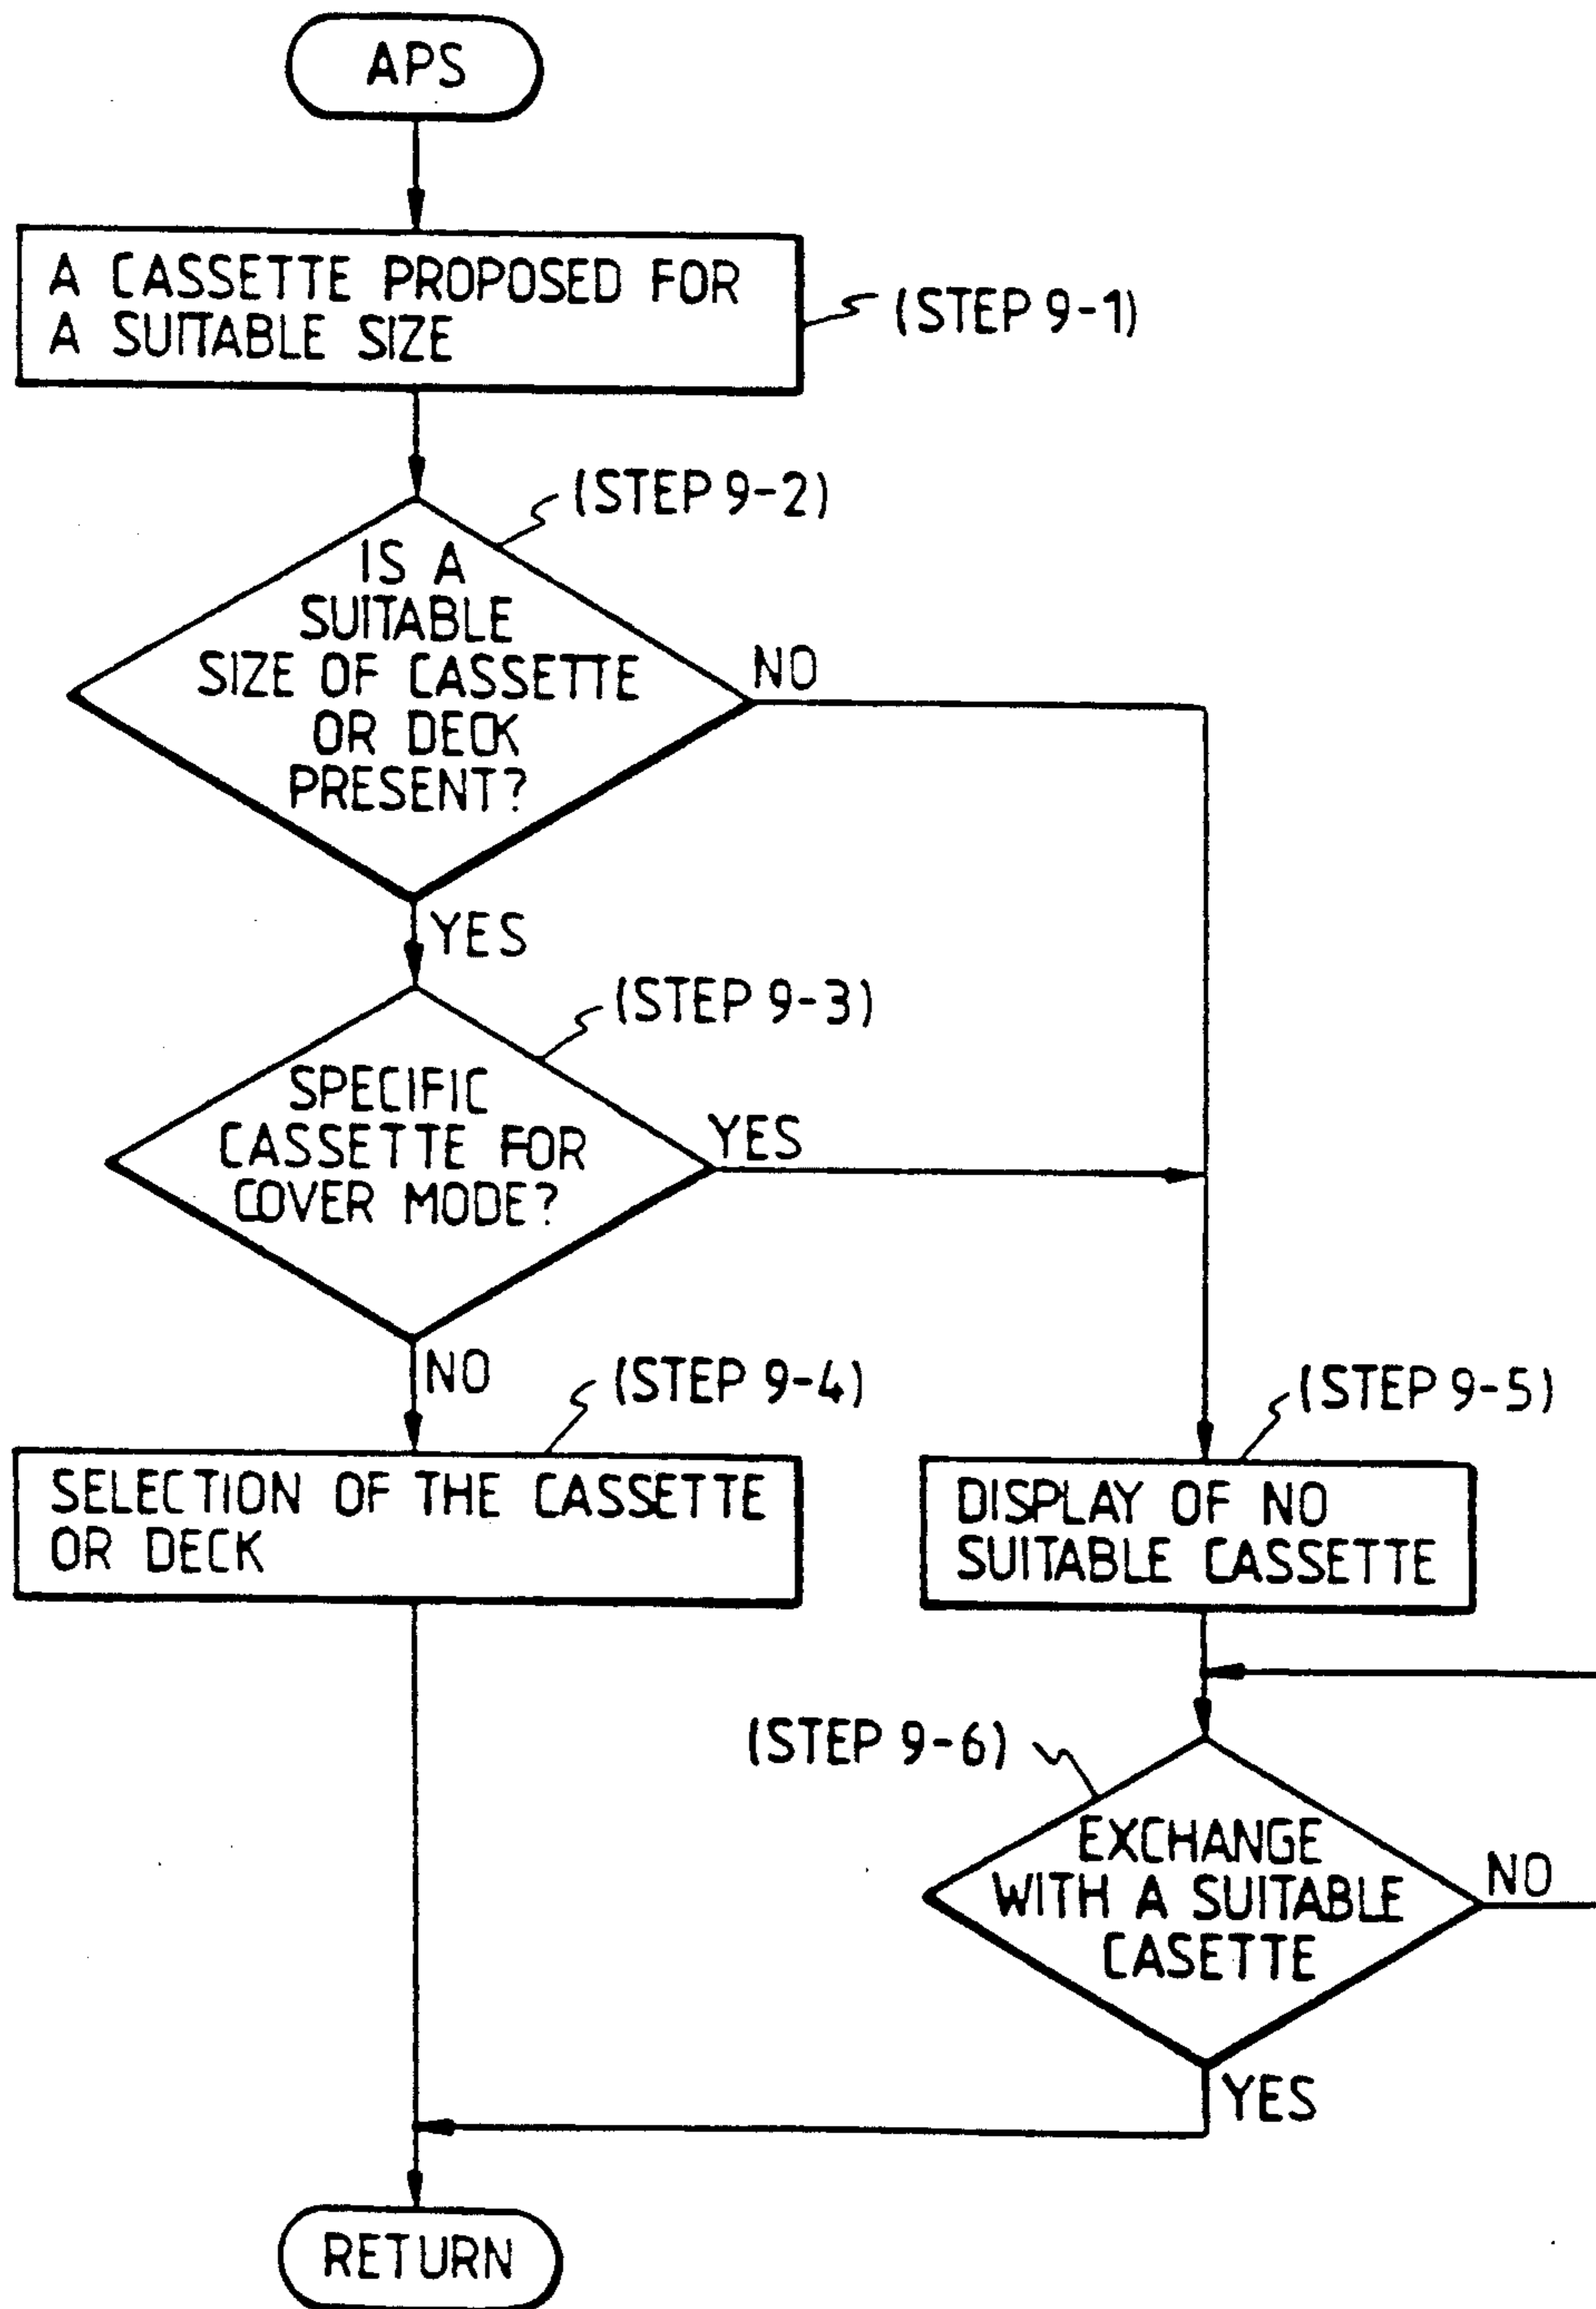 APS
A CASSETTE PROPOSED FOR
A SUITABLE SIZE
(STEP 9-1)
(STEP 9-2)
IS A
SUITABLE
SIZE OF CASSETTE
OR DECK
PRESENT?
NO
YES
(STEP 9-3)
SPECIFIC
CASSETTE FOR
COVER MODE?
YES
NO
(STEP 9-4)
SELECTION OF THE CASSETTE
OR DECK
(STEP 9-5)
DISPLAY OF NO
SUITABLE CASSETTE
(STEP 9-6)
EXCHANGE
WITH A SUITABLE
CASETTE
NO
YES
RETURN